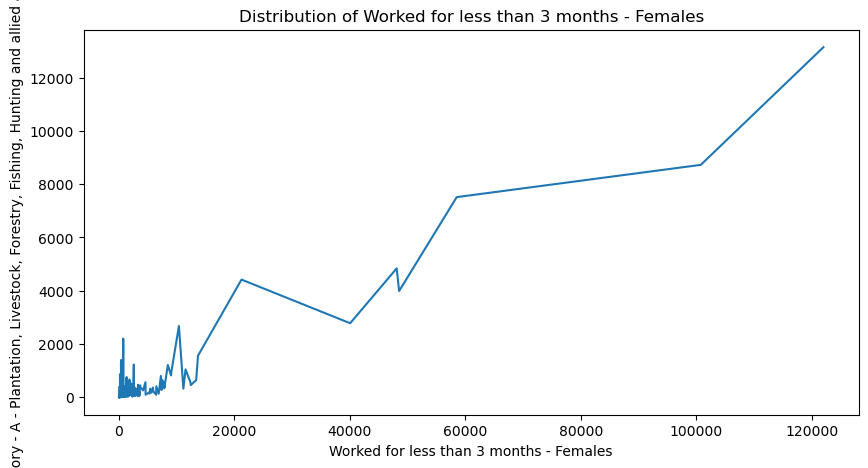 Distribution of Worked for less than 3 months - Females
ory - A - Plantation, Livestock, Forestry, Fishing, Hunting and allied
12000
10000
8000
6000
4000
2000
0
0 20000 40000 60000 80000 100000 120000
Worked for less than 3 months - Females